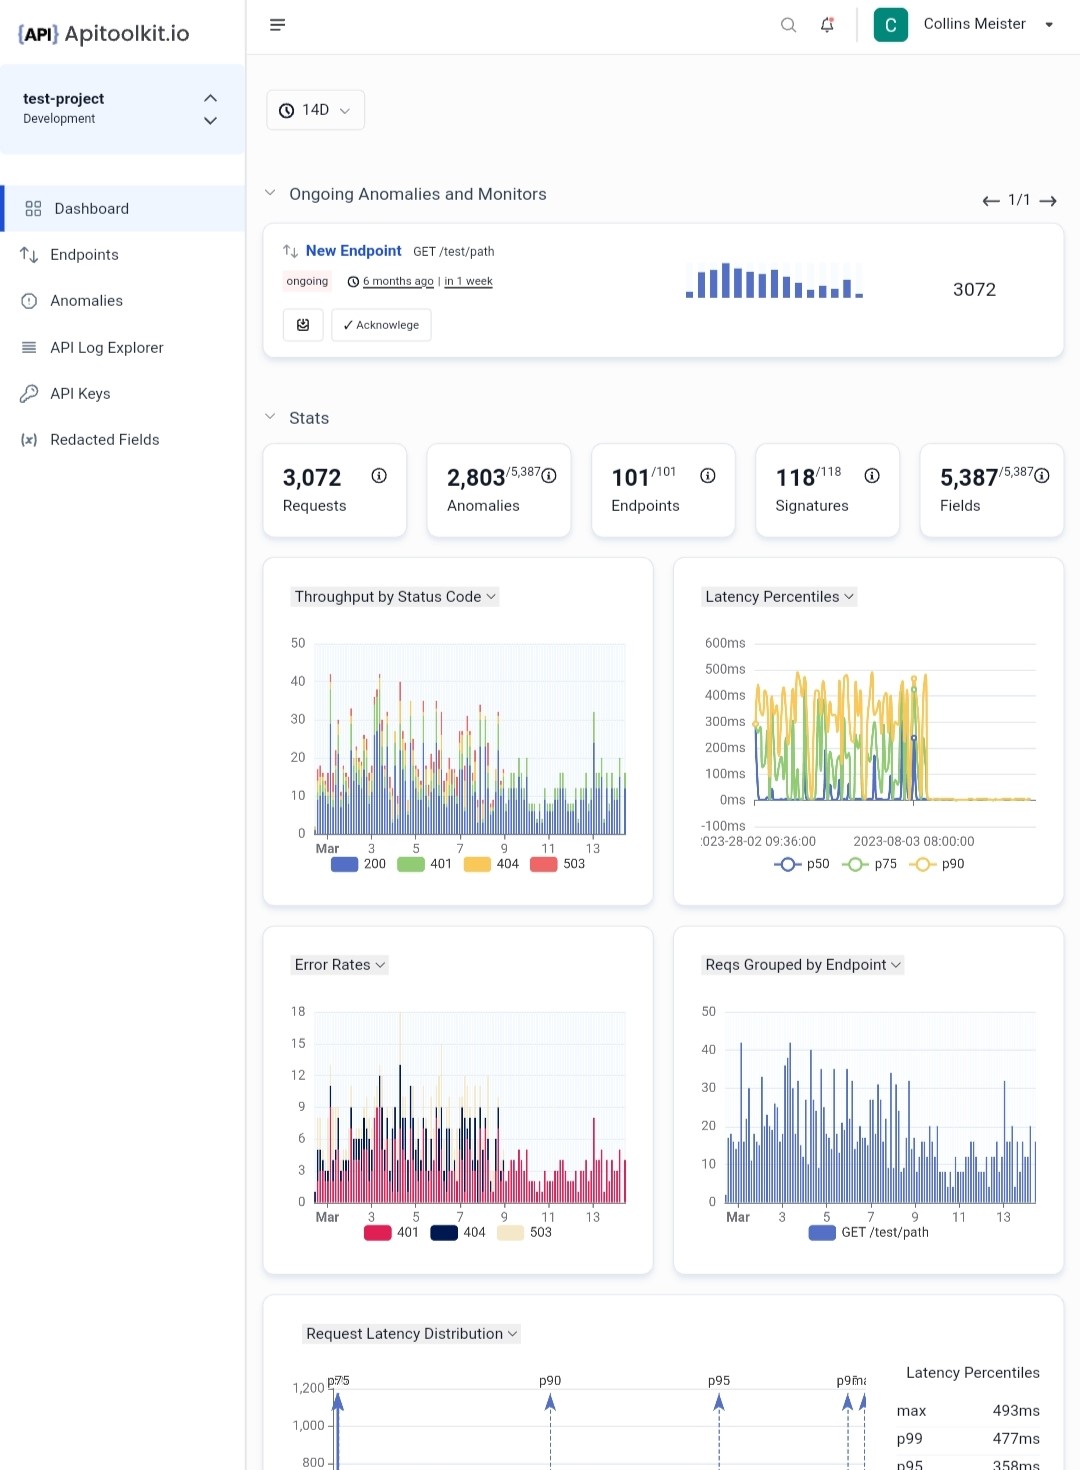 {API} Apitoolkit.io
C
Collins Meister
test-project
Development
Dashboard
Endpoints
Anomalies
API Log Explorer
API Keys
(x) Redacted Fields
14D
Ongoing Anomalies and Monitors
1/1
New Endpoint GET /test/path
ongoing 6 months ago | in 1 week
3072
✓ Acknowlege
Stats
3,072
Requests
2,803/5,387
Anomalies
101/101
Endpoints
118/118
Signatures
5,387/5,387
Fields
Throughput by Status Code
50
40
30
20
10
0
Mar 3 5 7 9 11 13
200 401 404 503
Latency Percentiles
600ms
500ms
400ms
300ms
200ms
100ms
0ms
-100ms
023-28-02 09:36:00 2023-08-03 08:00:00
p50 p75 p90
Error Rates
18
15
12
9
6
3
0
Mar 3 5 7 9 11 13
401 404 503
Reqs Grouped by Endpoint
50
40
30
20
10
0
Mar 3 5 7 9 11 13
GET /test/path
Request Latency Distribution
p75 p90 p95
1,200
1,000
800
Latency Percentiles
max 493ms
p99 477ms
p95 358ms